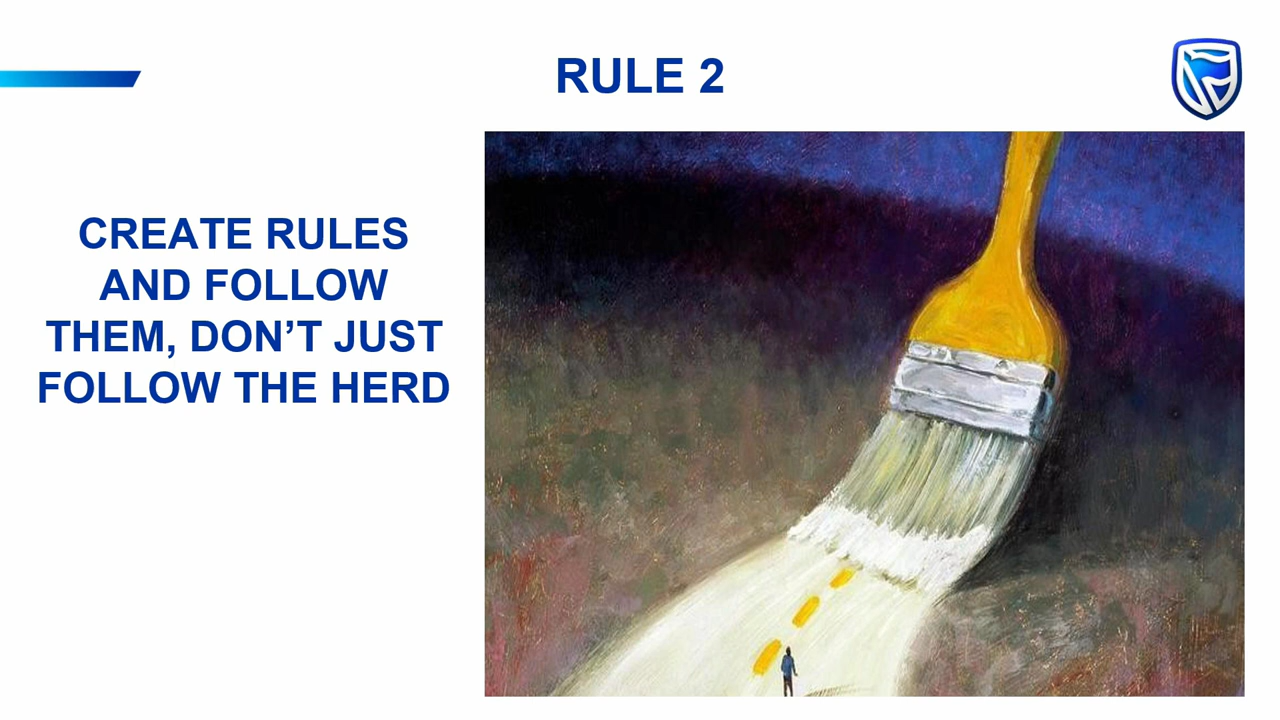 RULE 2
CREATE RULES
AND FOLLOW
THEM, DON’T JUST
FOLLOW THE HERD